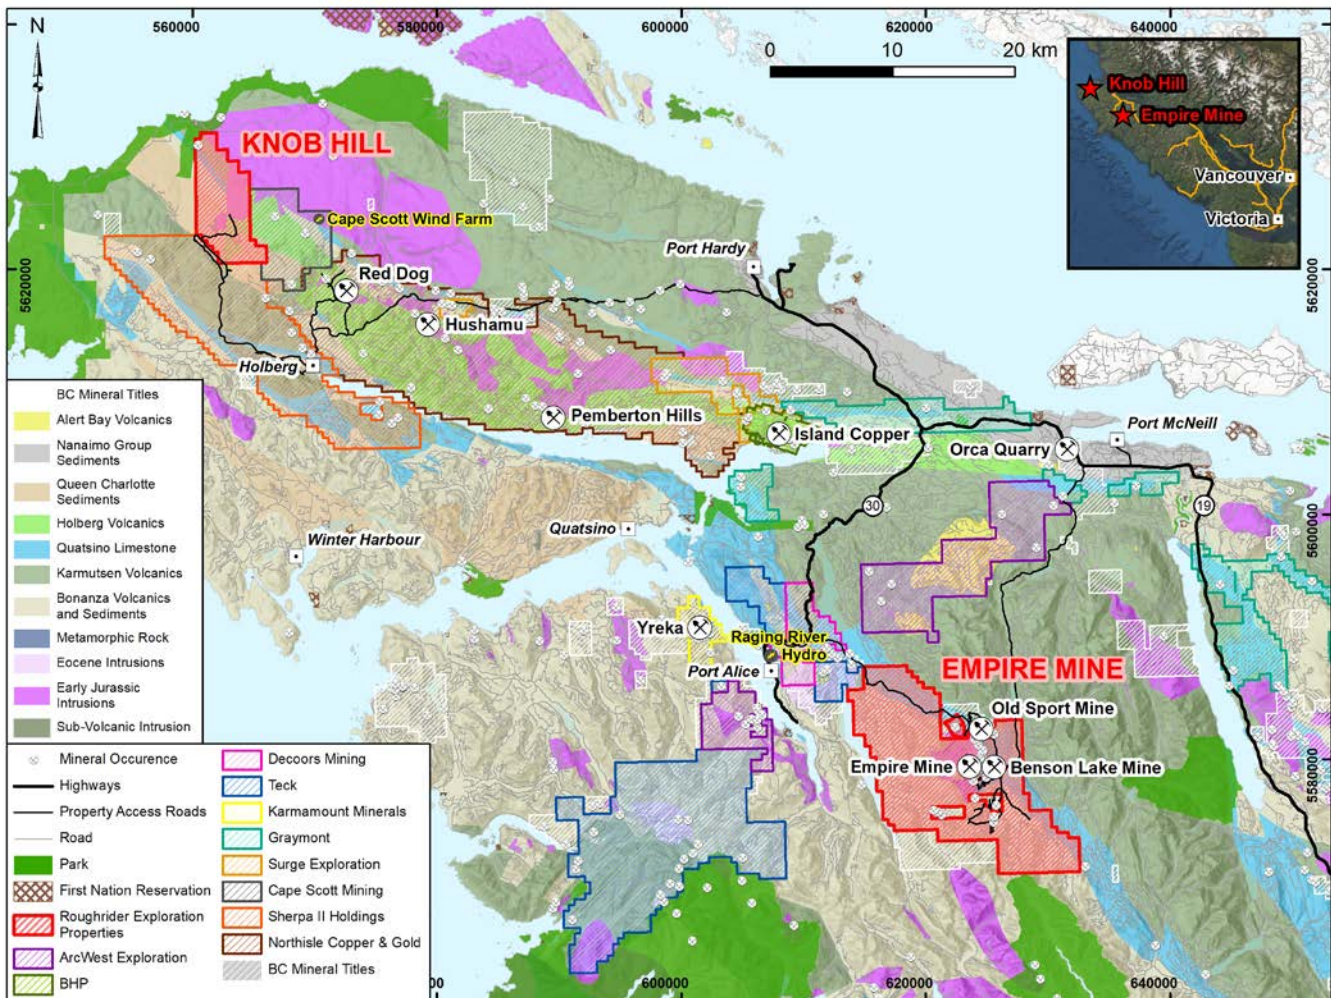 560000
580000
600000
620000
640000
N
0
10
20 km
Knob Hill
Empire Mine
Vancouver
Victoria
KNOB HILL
Cape Scott Wind Farm
Port Hardy
5620000
Red Dog
5620000
Hushamu
Holberg
Pemberton Hills
Island Copper
Port McNeill
Orca Quarry
30
19
Quatsino
5600000
Winter Harbour
Yreka
Raging River
Hydro
Port Alice
EMPIRE MINE
Old Sport Mine
Empire Mine
Benson Lake Mine
5580000
BC Mineral Titles
Alert Bay Volcanics
Nanaimo Group
Sediments
Queen Charlotte
Sediments
Holberg Volcanics
Quatsino Limestone
Karmutsen Volcanics
Bonanza Volcanics
and Sediments
Metamorphic Rock
Eocene Intrusions
Early Jurassic
Intrusions
Sub-Volcanic Intrusion
Mineral Occurence
Highways
Property Access Roads
Road
Park
First Nation Reservation
Roughrider Exploration
Properties
ArcWest Exploration
BHP
Decoors Mining
Teck
Karmamount Minerals
Graymont
Surge Exploration
Cape Scott Mining
Sherpa II Holdings
Northisle Copper & Gold
BC Mineral Titles
580000
600000
620000
640000